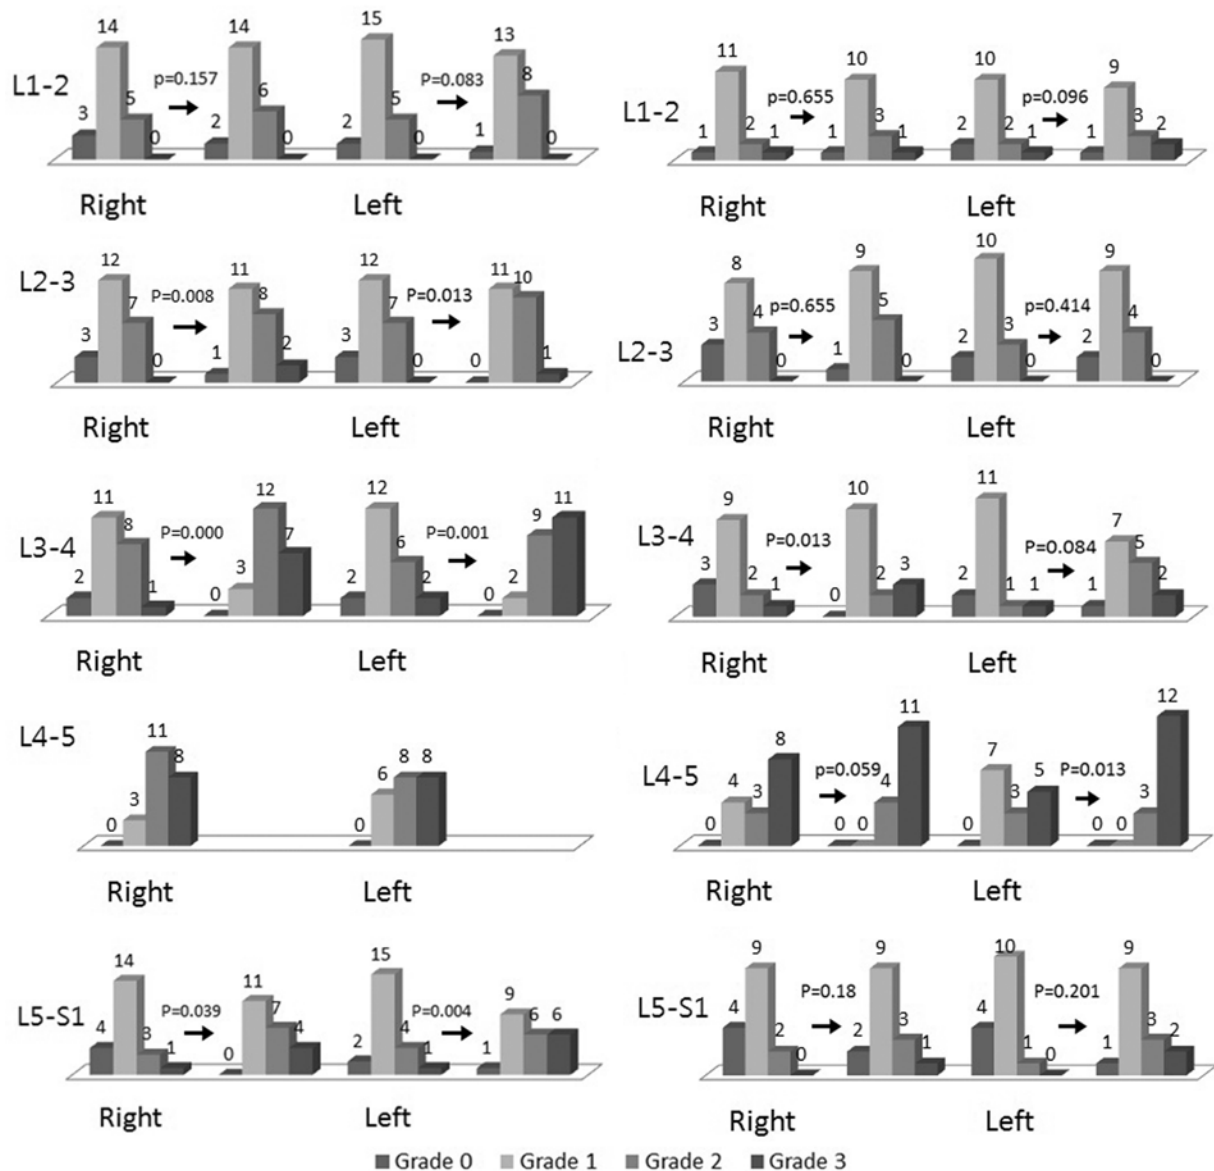 14 14 15 13
L1-2 3 5 0 p=0.157 2 6 0 2 5 0 P=0.083 1 8 0
Right Left
11 10 10 9
L1-2 1 2 1 p=0.655 1 3 1 2 2 1 p=0.096 1 3 2
Right Left
12 11 12 11 10
L2-3 3 7 0 P=0.008 1 8 2 3 7 0 P=0.013 0 1
Right Left
8 9 10 9
L2-3 3 4 0 p=0.655 1 5 0 2 3 0 p=0.414 2 4 0
Right Left
11 12 12 11
L3-4 2 8 1 P=0.000 0 3 7 2 6 2 P=0.001 0 2 9
Right Left
9 10 11 7
L3-4 3 2 1 P=0.013 0 2 3 2 1 1 P=0.084 1 5 2
Right Left
L4-5 0 3 11 8 0 6 8 8
Right Left
L4-5 0 4 3 8 p=0.059 0 0 4 11 0 7 3 5 P=0.013 0 0 3 12
Right Left
14 11 15 9
L5-S1 4 3 1 P=0.039 0 7 4 2 4 1 P=0.004 1 6 6
Right Left
9 9 10 9
L5-S1 4 2 0 P=0.18 2 3 1 4 1 0 P=0.201 1 3 2
Right Left
Grade 0 Grade 1 Grade 2 Grade 3